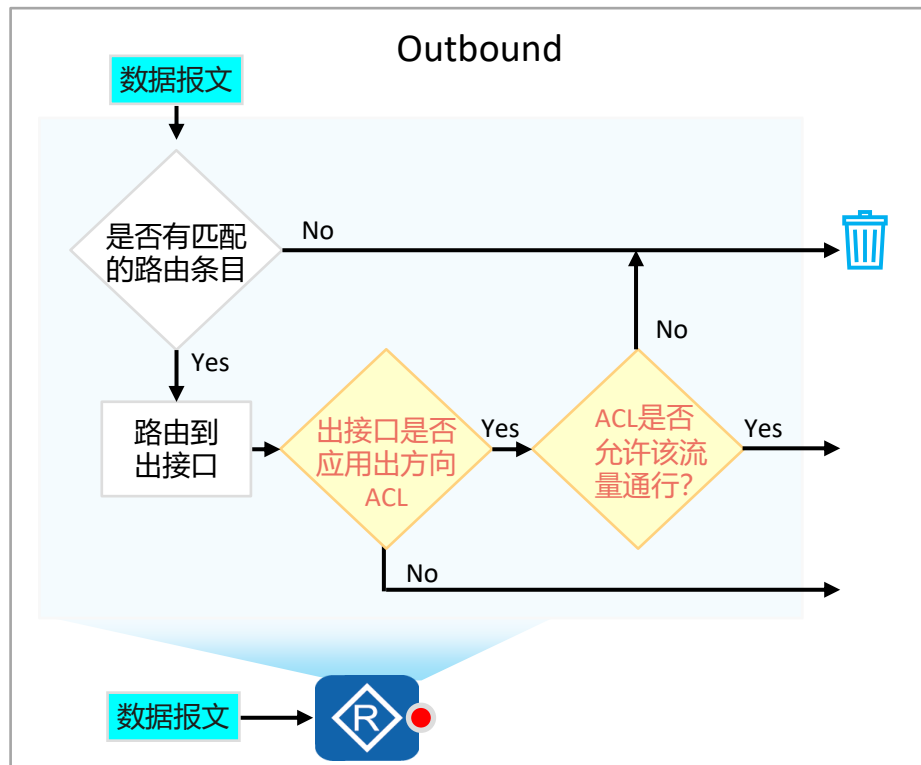 Outbound
数据报文
是否有匹配
的路由条目
No
No
Yes
路由到
出接口
出接口是否
应用出方向
ACL
Yes
ACL是否
允许该流
量通行？
Yes
No
数据报文
R